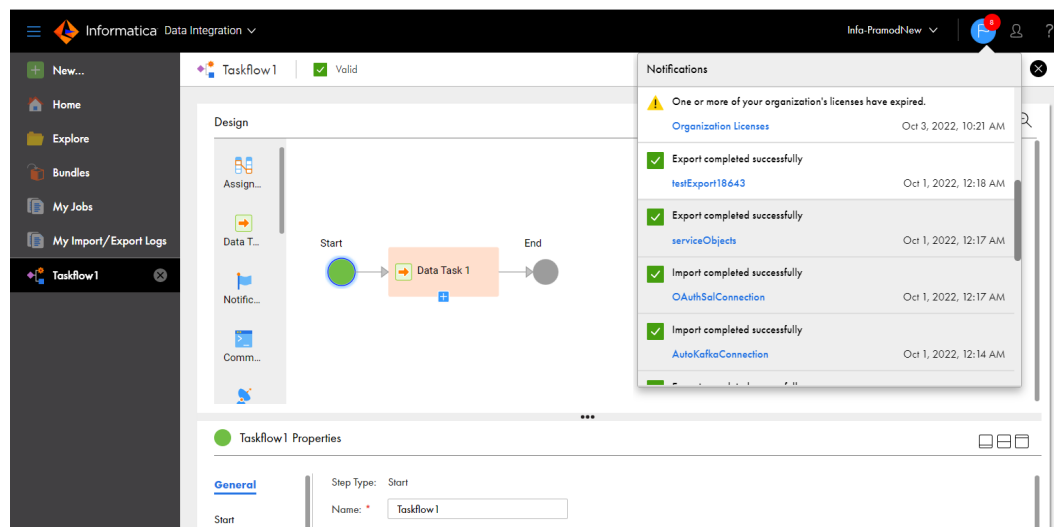 Informatica Data Integration
Infa-PramodNew
8
?
New...
Home
Explore
Bundles
My Jobs
My Import/Export Logs
Taskflow1
Taskflow1
Valid
Design
Assign...
Data T...
Notific...
Comm...
Start
Data Task 1
End
Notifications
One or more of your organization's licenses have expired.
Organization Licenses Oct 3, 2022, 10:21 AM
Export completed successfully
testExport18643 Oct 1, 2022, 12:18 AM
Export completed successfully
serviceObjects Oct 1, 2022, 12:17 AM
Import completed successfully
OAuthSalConnection Oct 1, 2022, 12:17 AM
Import completed successfully
AutoKafkaConnection Oct 1, 2022, 12:14 AM
Taskflow1 Properties
General
Start
Step Type: Start
Name: * Taskflow1